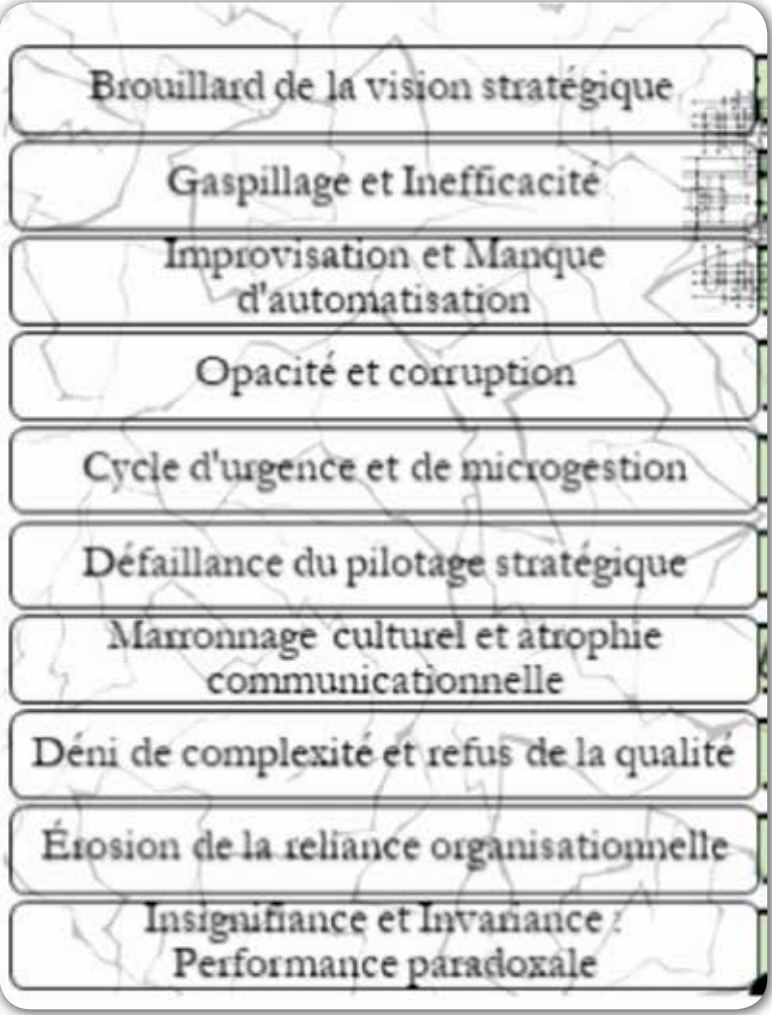 Brouillard de la vision stratégique
Gaspillage et Inefficacité
Improvisation et Manque
d'automatisation
Opacité et corruption
Cycle d'urgence et de microgestion
Défaillance du pilotage stratégique
Marronnage culturel et atrophie
communicationnelle
Déni de complexité et refus de la qualité
Érosion de la reliance organisationnelle
Insignifiance et Invariance :
Performance paradoxale